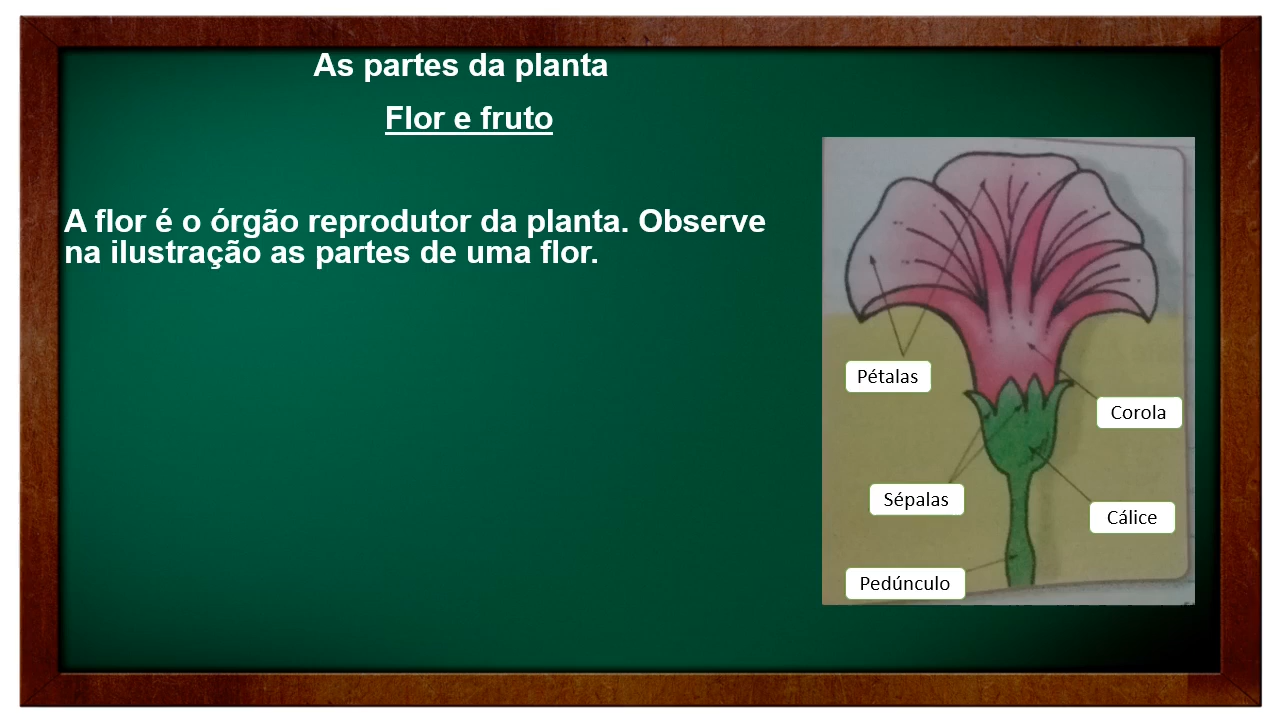 As partes da planta
Flor e fruto
A flor é o órgão reprodutor da planta. Observe
na ilustração as partes de uma flor.
Pétalas
Corola
Sépalas
Cálice
Pedúnculo